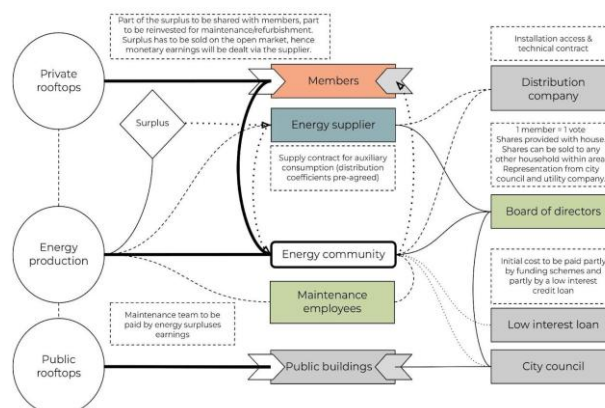 Part of the surplus to be shared with members, part
to be reinvested for maintenance/refurbishment.
Surplus has to be sold on the open market, hence
monetary earnings will be dealt via the supplier.
Installation access &
technical contract
Private
rooftops
Members
Distribution
company
Surplus
Energy supplier
Supply contract for auxiliary
consumption (distribution
coefficients pre-agreed)
1 member = 1 vote
Shares provided with house.
Shares can be sold to any
other household within area.
Representation from city
council and utility company.
Board of directors
Energy
production
Energy community
Initial cost to be paid partly
by funding schemes and
partly by a low interest
credit loan
Maintenance
employees
Maintenance team to be
paid by energy surpluses
earnings
Low interest loan
Public
rooftops
Public buildings
City council